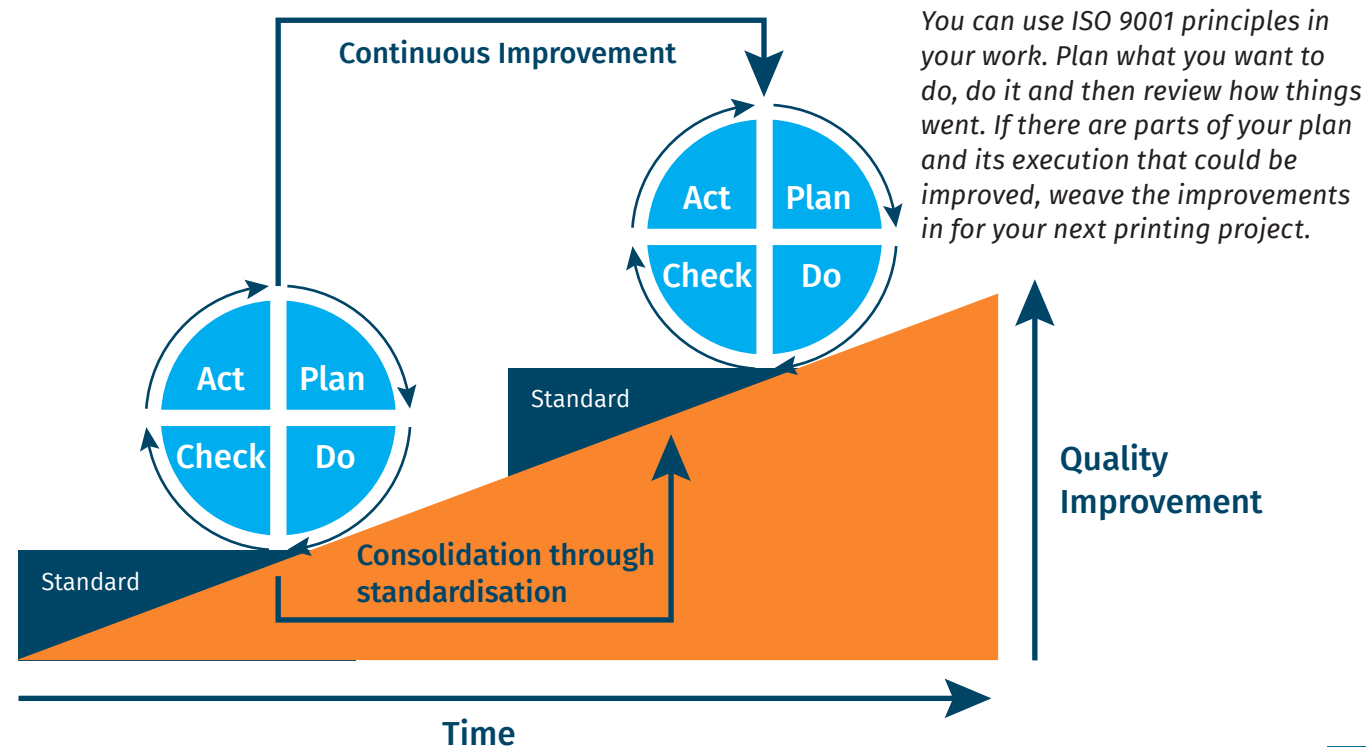 Continuous Improvement
You can use ISO 9001 principles in
your work. Plan what you want to
do, do it and then review how things
went. If there are parts of your plan
and its execution that could be
improved, weave the improvements
in for your next printing project.
Act
Plan
Check
Do
Act
Plan
Check
Do
Standard
Standard
Consolidation through
standardisation
Quality
Improvement
Time